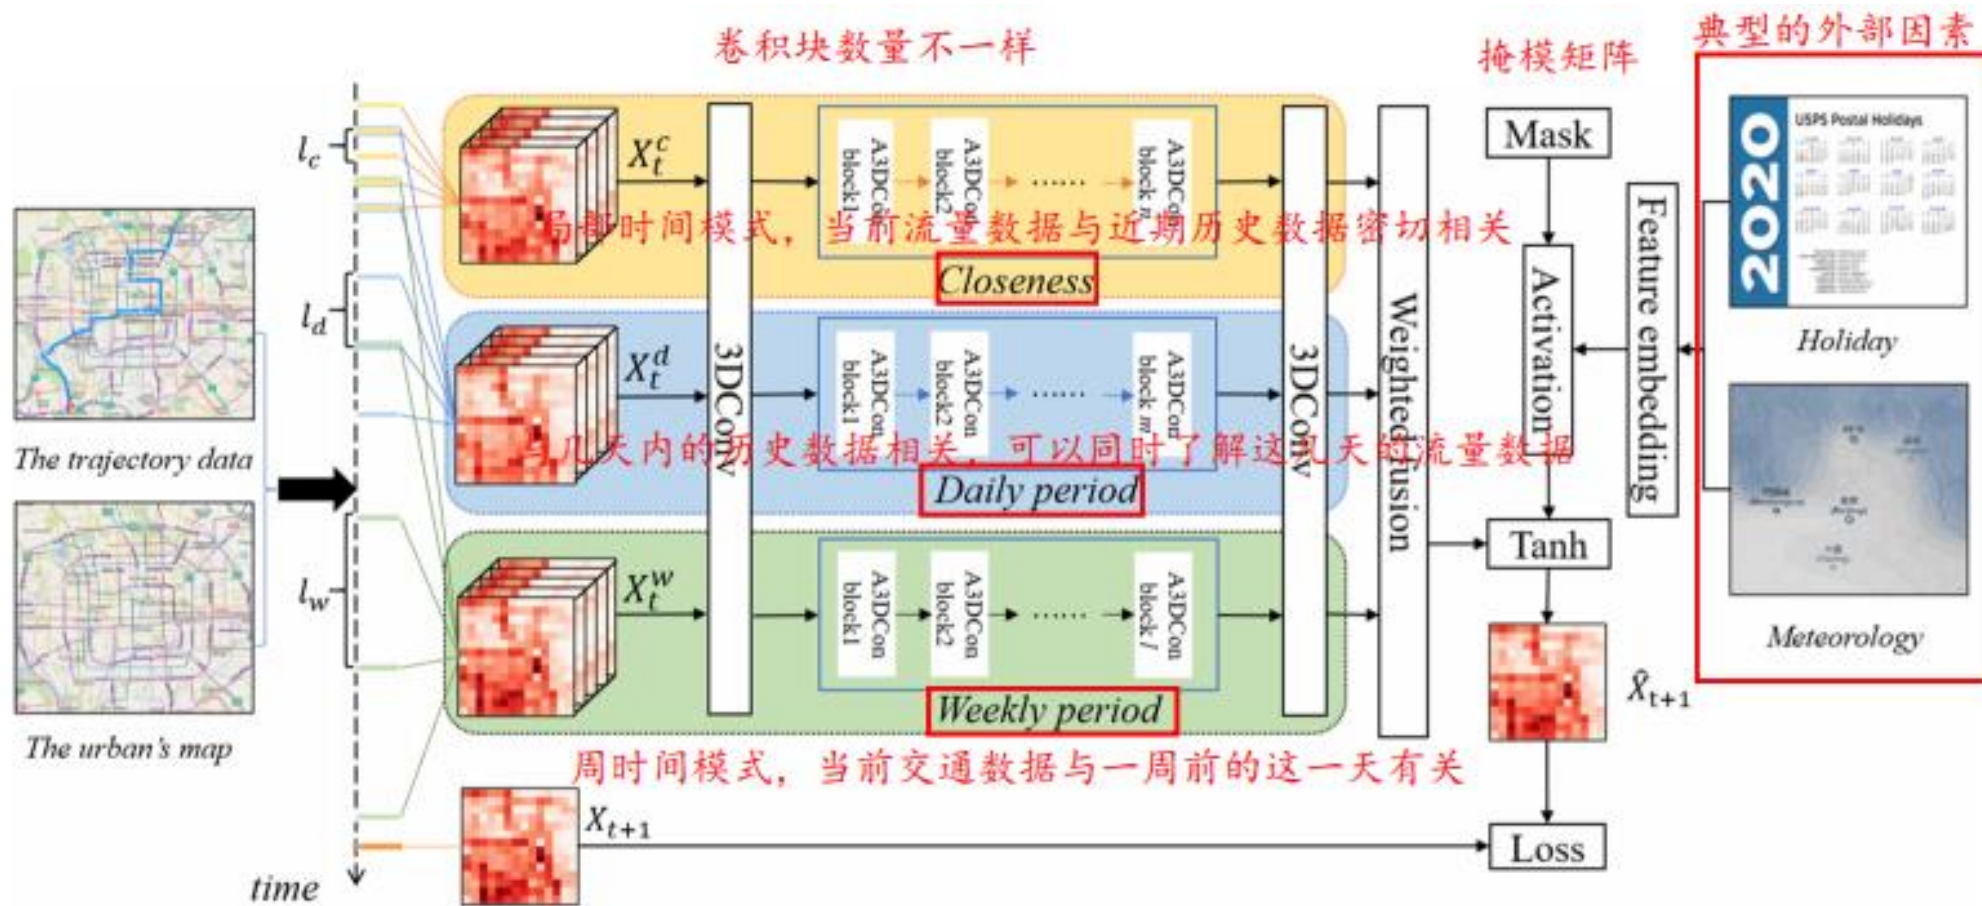 卷积块数量不一样
掩模矩阵
典型的外部因素
l_c
l_d
l_w
The trajectory data
The urban's map
time
X_t^c
3DConv
A3DCon block1
A3DCon block2
......
A3DCon block n
局部时间模式，当前流量数据与近期历史数据密切相关
Closeness
X_t^d
A3DCon block1
A3DCon block2
......
A3DCon block m
与几天内的历史数据相关，可以同时了解这几天的流量数据
Daily period
X_t^w
A3DCon block1
A3DCon block2
......
A3DCon block l
Weekly period
周时间模式，当前交通数据与一周前的这一天有关
3DConv
Weighted fusion
X_{t+1}
Mask
Activation
Tanh
X̂_{t+1}
Loss
Feature embedding
2020
USPS Postal Holidays
Holiday
Meteorology